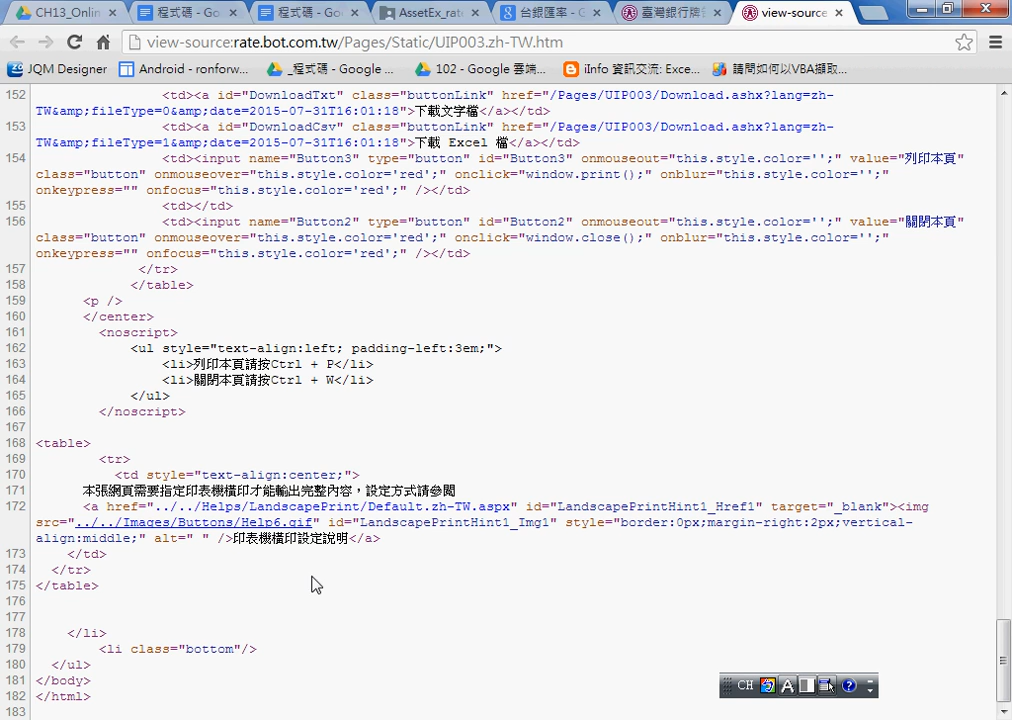 CH13_Onlin
程式碼 - Go
程式碼 - Go
AssetEx_rat
台銀匯率 - G
臺灣銀行牌告
view-source:
view-source:rate.bot.com.tw/Pages/Static/UIP003.zh-TW.htm
JQM Designer
Android - ronforw...
_程式碼 - Google ...
102 - Google 雲端...
iInfo 資訊交流: Exce...
請問如何以VBA擷取...
152 <td><a id="DownloadTxt" class="buttonLink" href="/Pages/UIP003/Download.ashx?lang=zh-
TW&amp;fileType=0&amp;date=2015-07-31T16:01:18">下載文字檔</a></td>
153 <td><a id="DownloadCsv" class="buttonLink" href="/Pages/UIP003/Download.ashx?lang=zh-
TW&amp;fileType=1&amp;date=2015-07-31T16:01:18">下載 Excel 檔</a></td>
154 <td><input name="Button3" type="button" id="Button3" onmouseout="this.style.color='';" value="列印本頁"
class="button" onmouseover="this.style.color='red';" onclick="window.print();" onblur="this.style.color='';"
onkeypress="" onfocus="this.style.color='red';" /></td>
155 <td></td>
156 <td><input name="Button2" type="button" id="Button2" onmouseout="this.style.color='';" value="關閉本頁"
class="button" onmouseover="this.style.color='red';" onclick="window.close();" onblur="this.style.color='';"
onkeypress="" onfocus="this.style.color='red';" /></td>
157 </tr>
158 </table>
159 <p />
160 </center>
161 <noscript>
162 <ul style="text-align:left; padding-left:3em;">
163 <li>列印本頁請按Ctrl + P</li>
164 <li>關閉本頁請按Ctrl + W</li>
165 </ul>
166 </noscript>
167
168 <table>
169 <tr>
170 <td style="text-align:center;">
171 本張網頁需要指定印表機橫印才能輸出完整內容，設定方式請參閱
172 <a href="../../Helps/LandscapePrint/Default.zh-TW.aspx" id="LandscapePrintHint1_Href1" target="_blank"><img
src="../../Images/Buttons/Help6.gif" id="LandscapePrintHint1_Img1" style="border:0px;margin-right:2px;vertical-
align:middle;" alt=" " />印表機橫印設定說明</a>
173 </td>
174 </tr>
175 </table>
176
177
178 </li>
179 <li class="bottom"/>
180 </ul>
181 </body>
182 </html>
183
CH